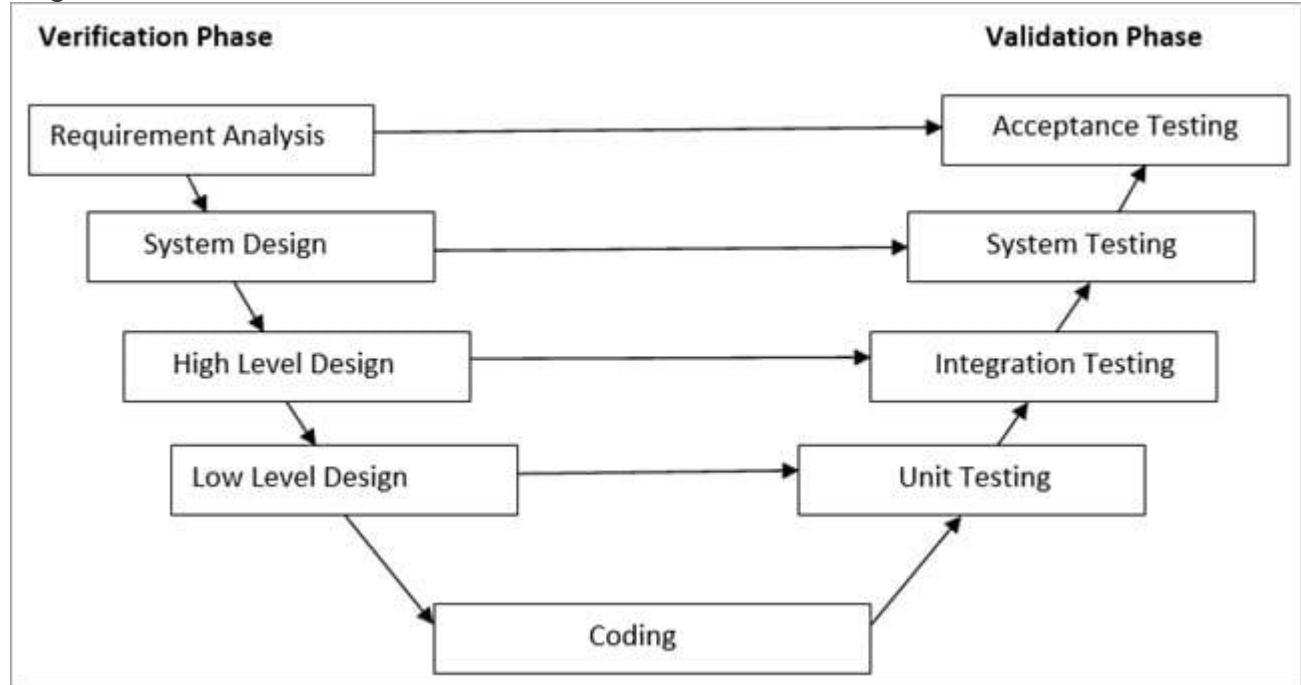 Verification Phase
Validation Phase
Requirement Analysis
Acceptance Testing
System Design
System Testing
High Level Design
Integration Testing
Low Level Design
Unit Testing
Coding